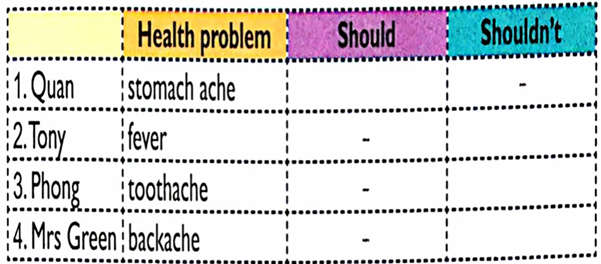 Health problem Should Shouldn't
1. Quan stomach ache -
2. Tony fever -
3. Phong toothache -
4. Mrs Green backache -